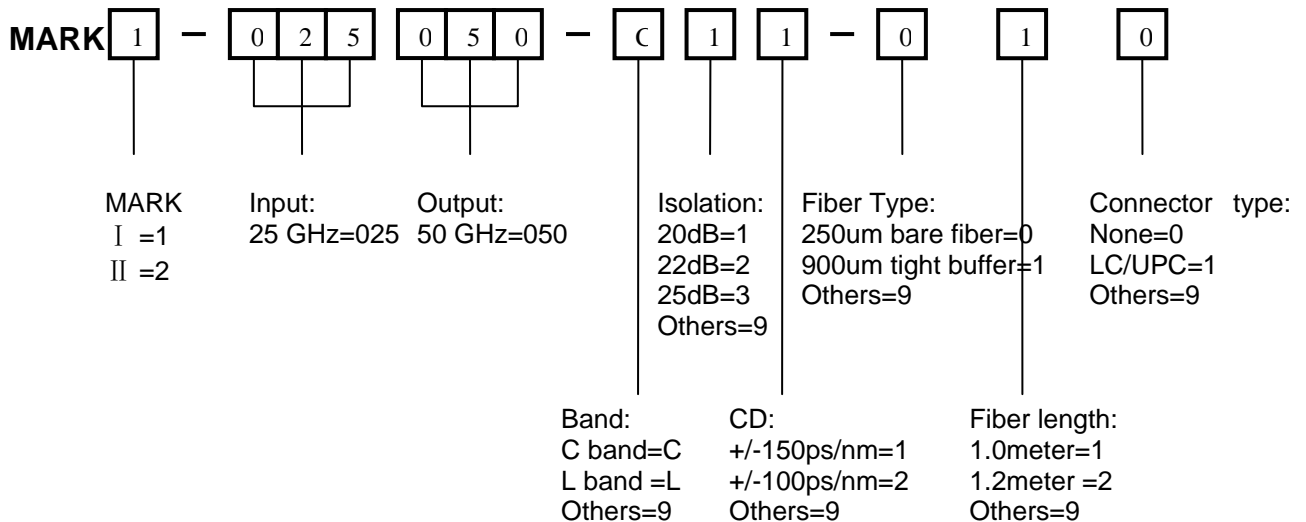 MARK 1 – 0 2 5 0 5 0 – C 1 1 – 0 1 0
MARK
Ⅰ =1
Ⅱ =2
Input:
25 GHz=025
Output:
50 GHz=050
Isolation:
20dB=1
22dB=2
25dB=3
Others=9
Fiber Type:
250um bare fiber=0
900um tight buffer=1
Others=9
Connector type:
None=0
LC/UPC=1
Others=9
Band:
C band=C
L band =L
Others=9
CD:
+/-150ps/nm=1
+/-100ps/nm=2
Others=9
Fiber length:
1.0meter=1
1.2meter =2
Others=9